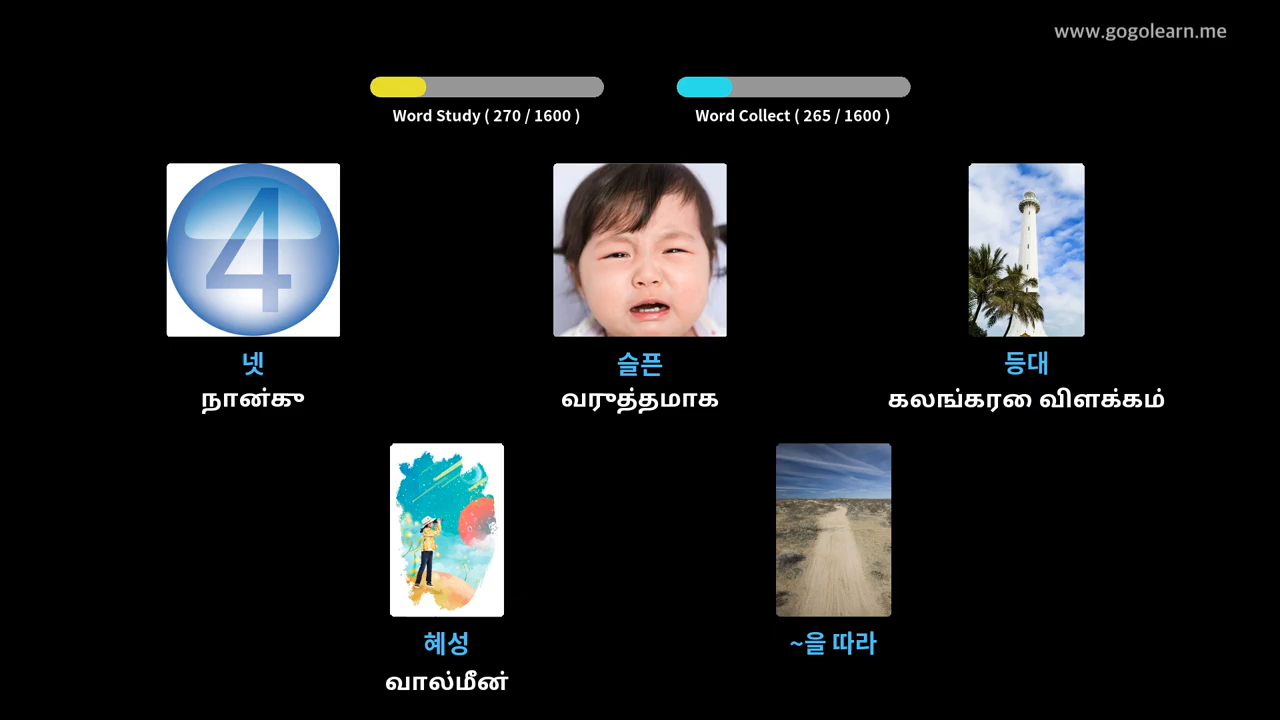 www.gogolearn.me
Word Study ( 270 / 1600 )
Word Collect ( 265 / 1600 )
4
넷
நான்கு
슬픈
வருத்தமாக
등대
கலங்கரை விளக்கம்
혜성
வால்மீன்
~을 따라